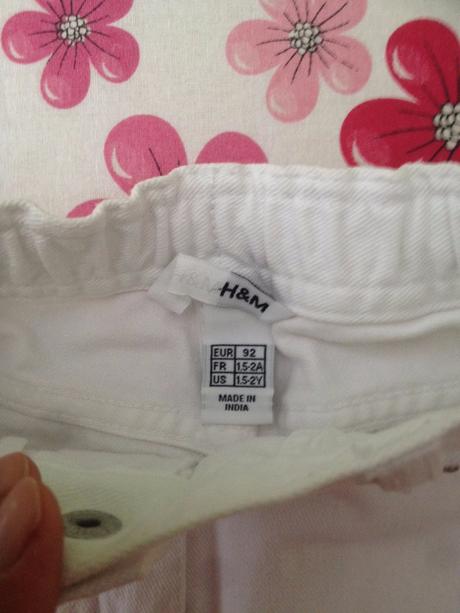 H&M H&M
EUR 92
FR 1.5-2A
US 1.5-2Y
MADE IN
INDIA